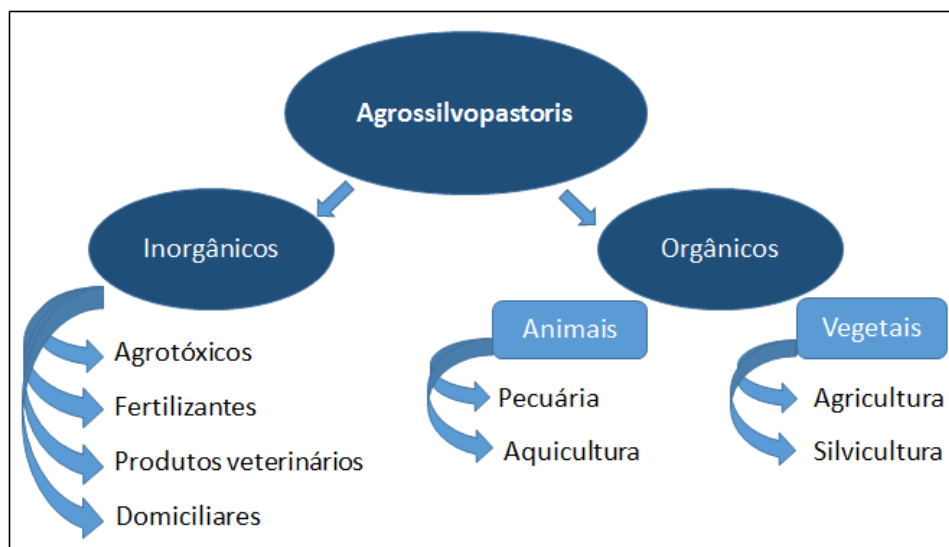 Agrossilvopastoris
Inorgânicos
Orgânicos
Agrotóxicos
Fertilizantes
Produtos veterinários
Domiciliares
Animais
Pecuária
Aquicultura
Vegetais
Agricultura
Silvicultura